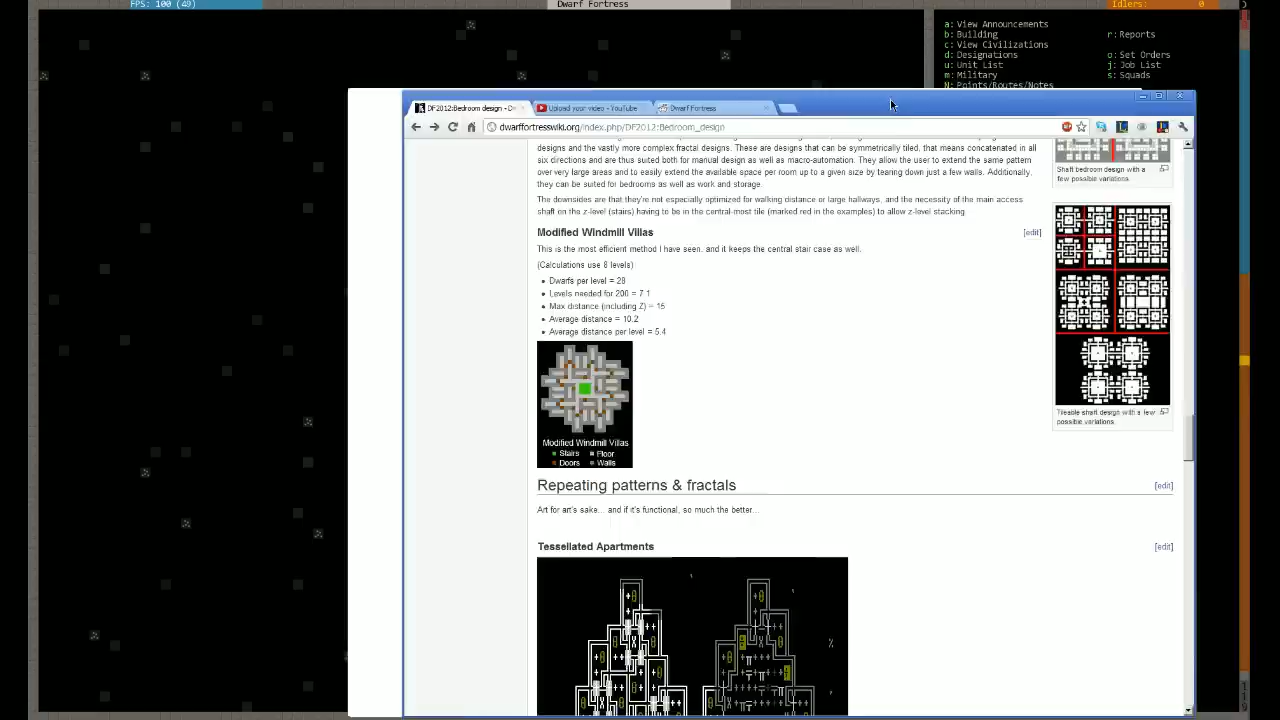 FPS: 100 (49)
Dwarf Fortress
Idlers: 0
a: View Announcements
b: Building r: Reports
c: View Civilizations
d: Designations o: Set Orders
u: Unit List j: Job List
m: Military s: Squads
N: Points/Routes/Notes
DF2012:Bedroom design - D
Upload your video - YouTube
Dwarf Fortress
dwarffortresswiki.org/index.php/DF2012:Bedroom_design
designs and the vastly more complex fractal designs. These are designs that can be symmetrically tiled, that means concatenated in all
six directions and are thus suited both for manual design as well as macro-automation. They allow the user to extend the same pattern
over very large areas and to easily extend the available space per room up to a given size by tearing down just a few walls. Additionally,
they can be suited for bedrooms as well as work and storage.
The downsides are that they're not especially optimized for walking distance or large hallways, and the necessity of the main access
shaft on the z-level (stairs) having to be in the central-most tile (marked red in the examples) to allow z-level stacking.
Shaft bedroom design with a
few possible variations.
Modified Windmill Villas [edit]
This is the most efficient method I have seen, and it keeps the central stair case as well.
(Calculations use 8 levels)
Dwarfs per level = 28
Levels needed for 200 = 7.1
Max distance (including Z) = 15
Average distance = 10.2
Average distance per level = 5.4
Modified Windmill Villas
Stairs Floor
Doors Walls
Tileable shaft design with a few
possible variations.
Repeating patterns & fractals [edit]
Art for art's sake... and if it's functional, so much the better...
Tessellated Apartments [edit]